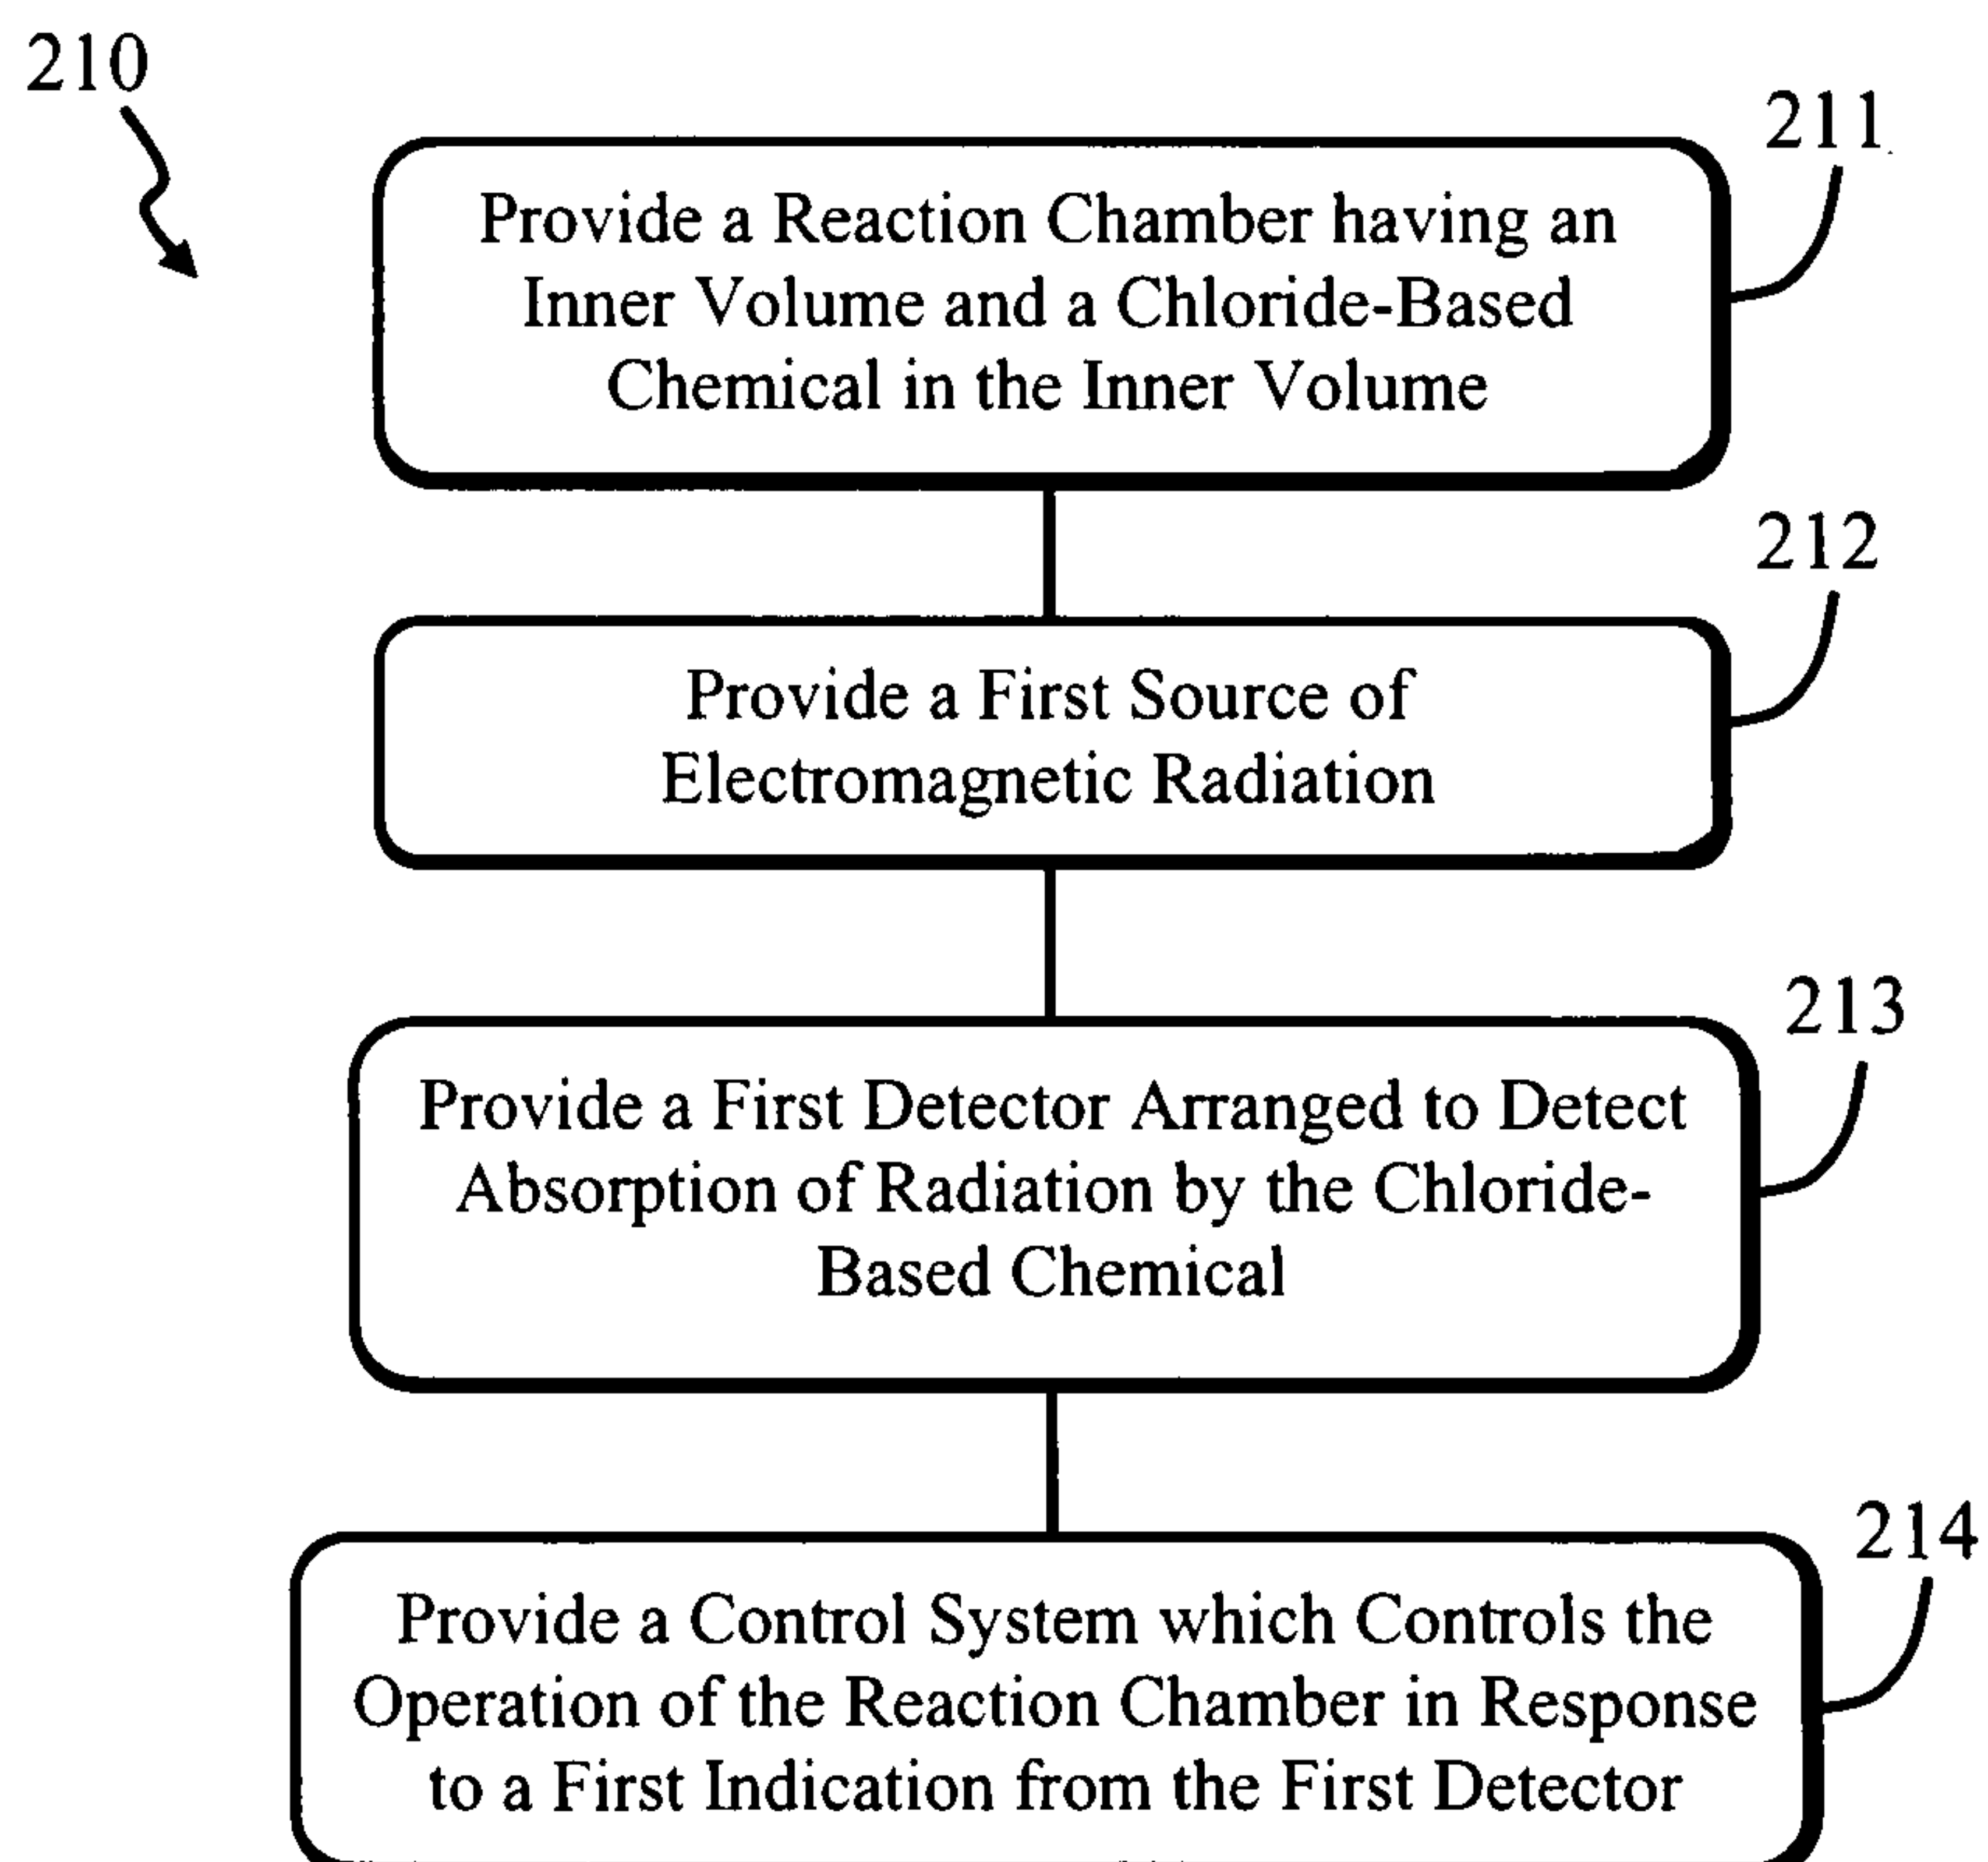 210
211
Provide a Reaction Chamber having an
Inner Volume and a Chloride-Based
Chemical in the Inner Volume
212
Provide a First Source of
Electromagnetic Radiation
213
Provide a First Detector Arranged to Detect
Absorption of Radiation by the Chloride-
Based Chemical
214
Provide a Control System which Controls the
Operation of the Reaction Chamber in Response
to a First Indication from the First Detector